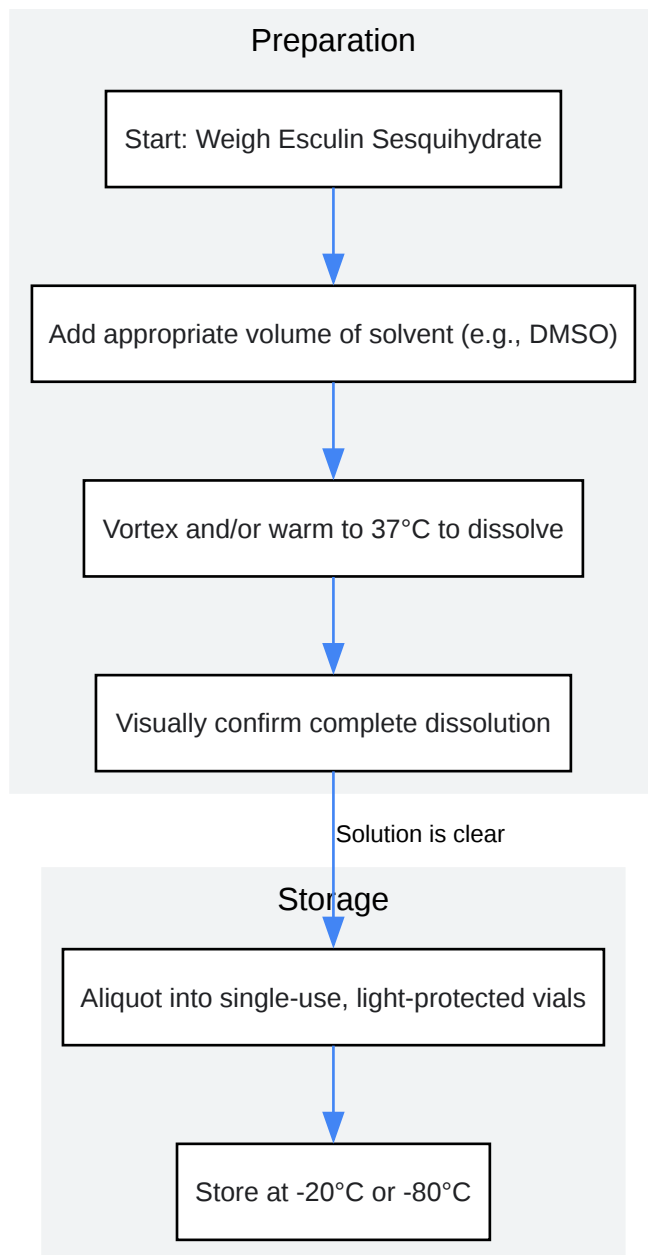 Preparation
Start: Weigh Esculin Sesquihydrate
Add appropriate volume of solvent (e.g., DMSO)
Vortex and/or warm to 37°C to dissolve
Visually confirm complete dissolution
Solution is clear
Storage
Aliquot into single-use, light-protected vials
Store at -20°C or -80°C